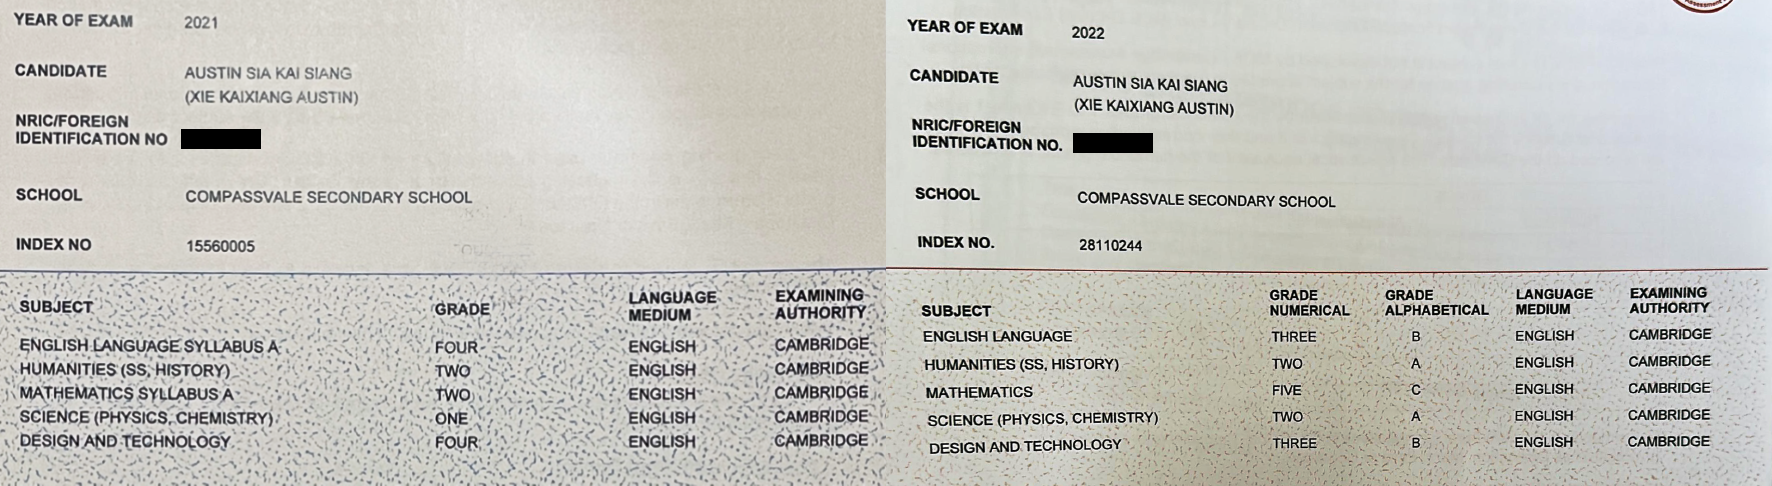 YEAR OF EXAM 2021
CANDIDATE AUSTIN SIA KAI SIANG
(XIE KAIXIANG AUSTIN)
NRIC/FOREIGN
IDENTIFICATION NO
SCHOOL COMPASSVALE SECONDARY SCHOOL
INDEX NO 15560005
SUBJECT GRADE LANGUAGE MEDIUM EXAMINING AUTHORITY
ENGLISH LANGUAGE SYLLABUS A FOUR ENGLISH CAMBRIDGE
HUMANITIES (SS, HISTORY) TWO ENGLISH CAMBRIDGE
MATHEMATICS SYLLABUS A TWO ENGLISH CAMBRIDGE
SCIENCE (PHYSICS, CHEMISTRY) ONE ENGLISH CAMBRIDGE
DESIGN AND TECHNOLOGY FOUR ENGLISH CAMBRIDGE
Assessment
YEAR OF EXAM 2022
CANDIDATE AUSTIN SIA KAI SIANG
(XIE KAIXIANG AUSTIN)
NRIC/FOREIGN
IDENTIFICATION NO.
SCHOOL COMPASSVALE SECONDARY SCHOOL
INDEX NO. 28110244
SUBJECT GRADE NUMERICAL GRADE ALPHABETICAL LANGUAGE MEDIUM EXAMINING AUTHORITY
ENGLISH LANGUAGE THREE B ENGLISH CAMBRIDGE
HUMANITIES (SS, HISTORY) TWO A ENGLISH CAMBRIDGE
MATHEMATICS FIVE C ENGLISH CAMBRIDGE
SCIENCE (PHYSICS, CHEMISTRY) TWO A ENGLISH CAMBRIDGE
DESIGN AND TECHNOLOGY THREE B ENGLISH CAMBRIDGE